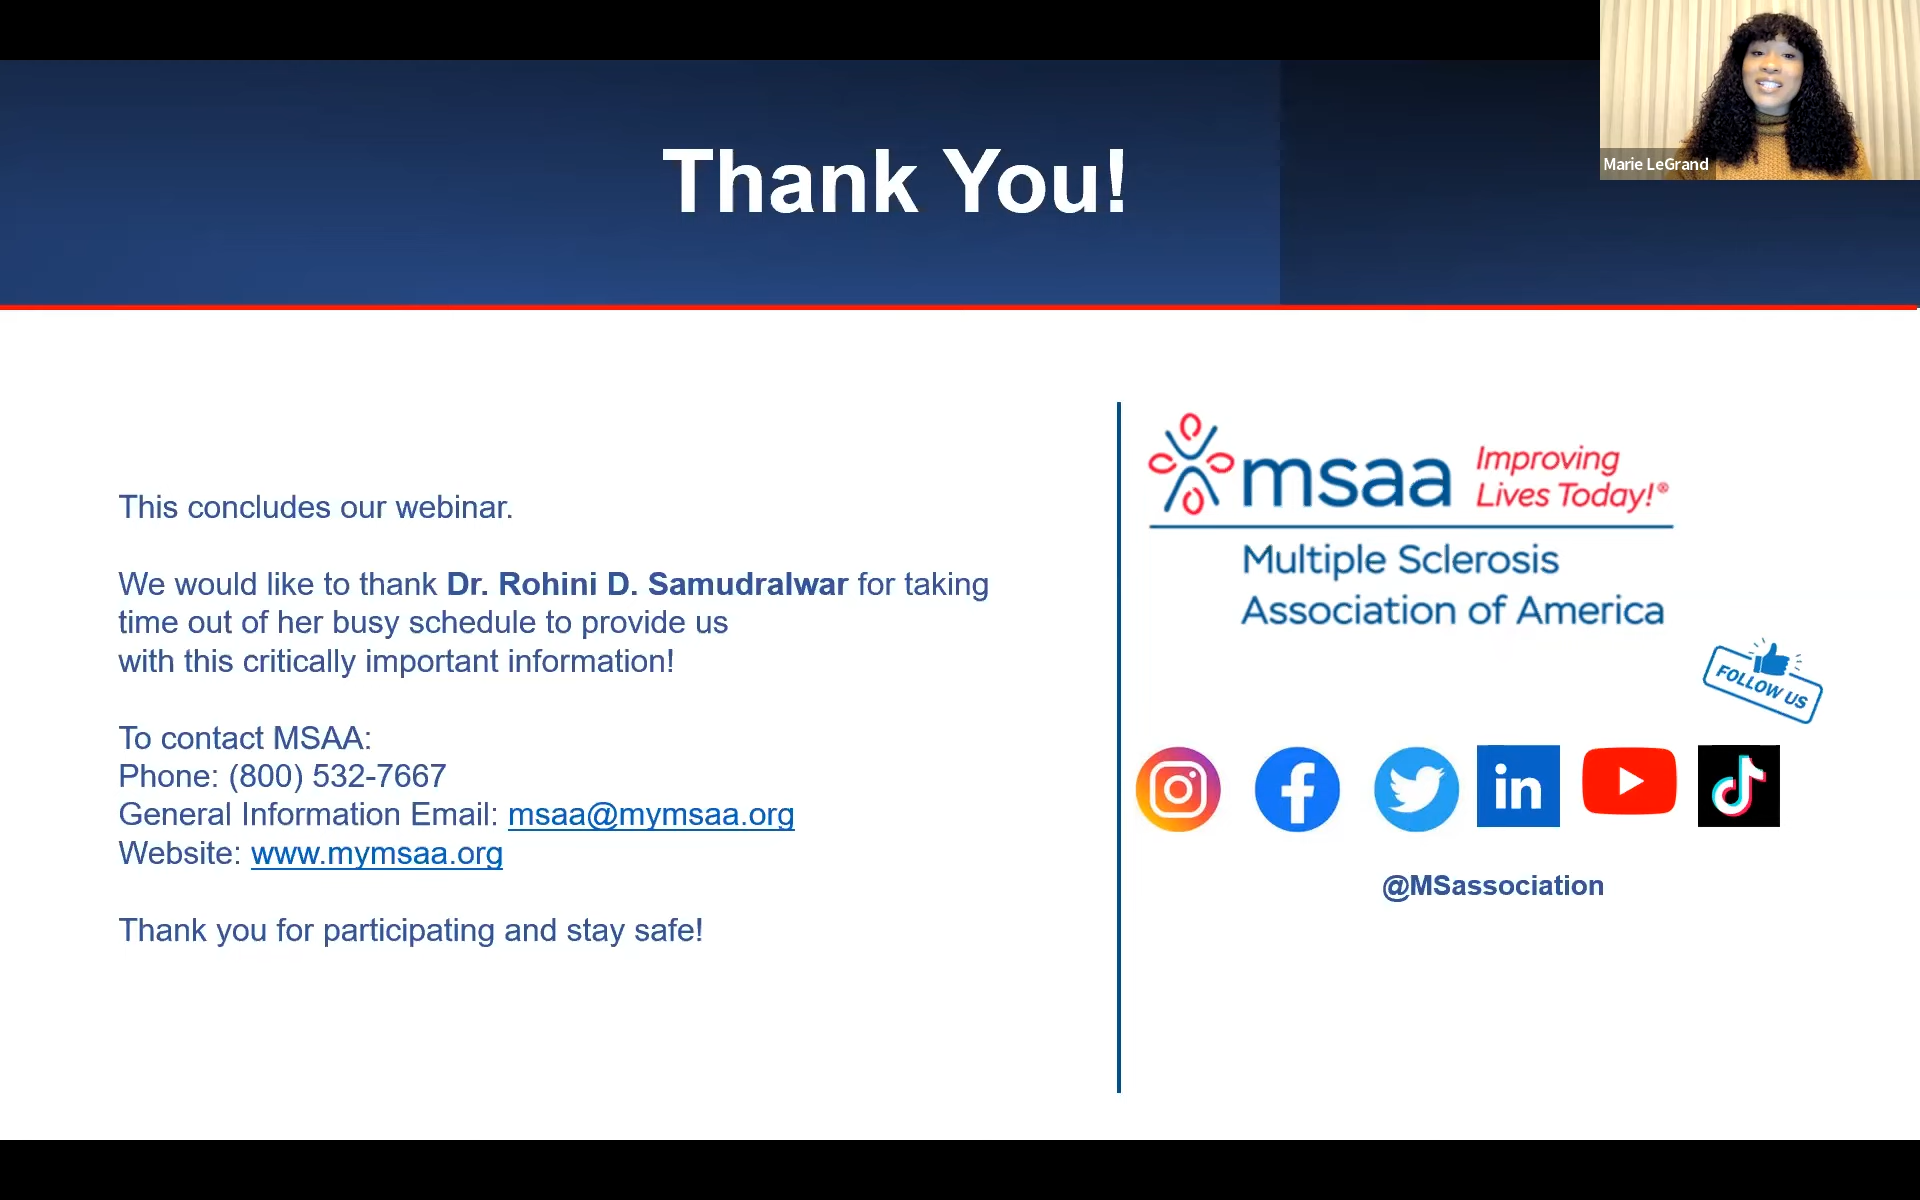 Thank You!
Marie LeGrand
This concludes our webinar.
We would like to thank Dr. Rohini D. Samudralwar for taking
time out of her busy schedule to provide us
with this critically important information!
To contact MSAA:
Phone: (800) 532-7667
General Information Email: msaa@mymsaa.org
Website: www.mymsaa.org
Thank you for participating and stay safe!
msaa
Improving
Lives Today!®
Multiple Sclerosis
Association of America
FOLLOW US
in
@MSassociation